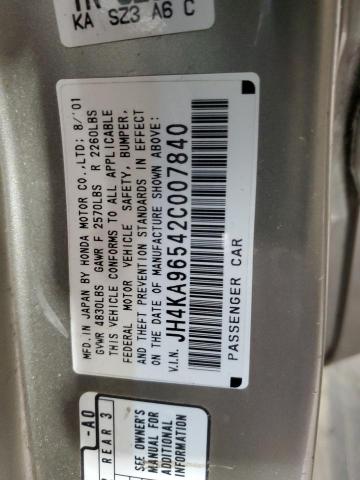 KA SZ3 A6 C
MFD. IN JAPAN BY HONDA MOTOR CO., LTD: 8/'01
GVWR 4830LBS GAWR F 2570LBS R 2260LBS
THIS VEHICLE CONFORMS TO ALL APPLICABLE
FEDERAL MOTOR VEHICLE SAFETY, BUMPER,
AND THEFT PREVENTION STANDARDS IN EFFECT
ON THE DATE OF MANUFACTURE SHOWN ABOVE.
V.I.N. JH4KA96542C007840
PASSENGER CAR
-AO
REAR 3
SEE OWNER'S
MANUAL FOR
ADDITIONAL
INFORMATION